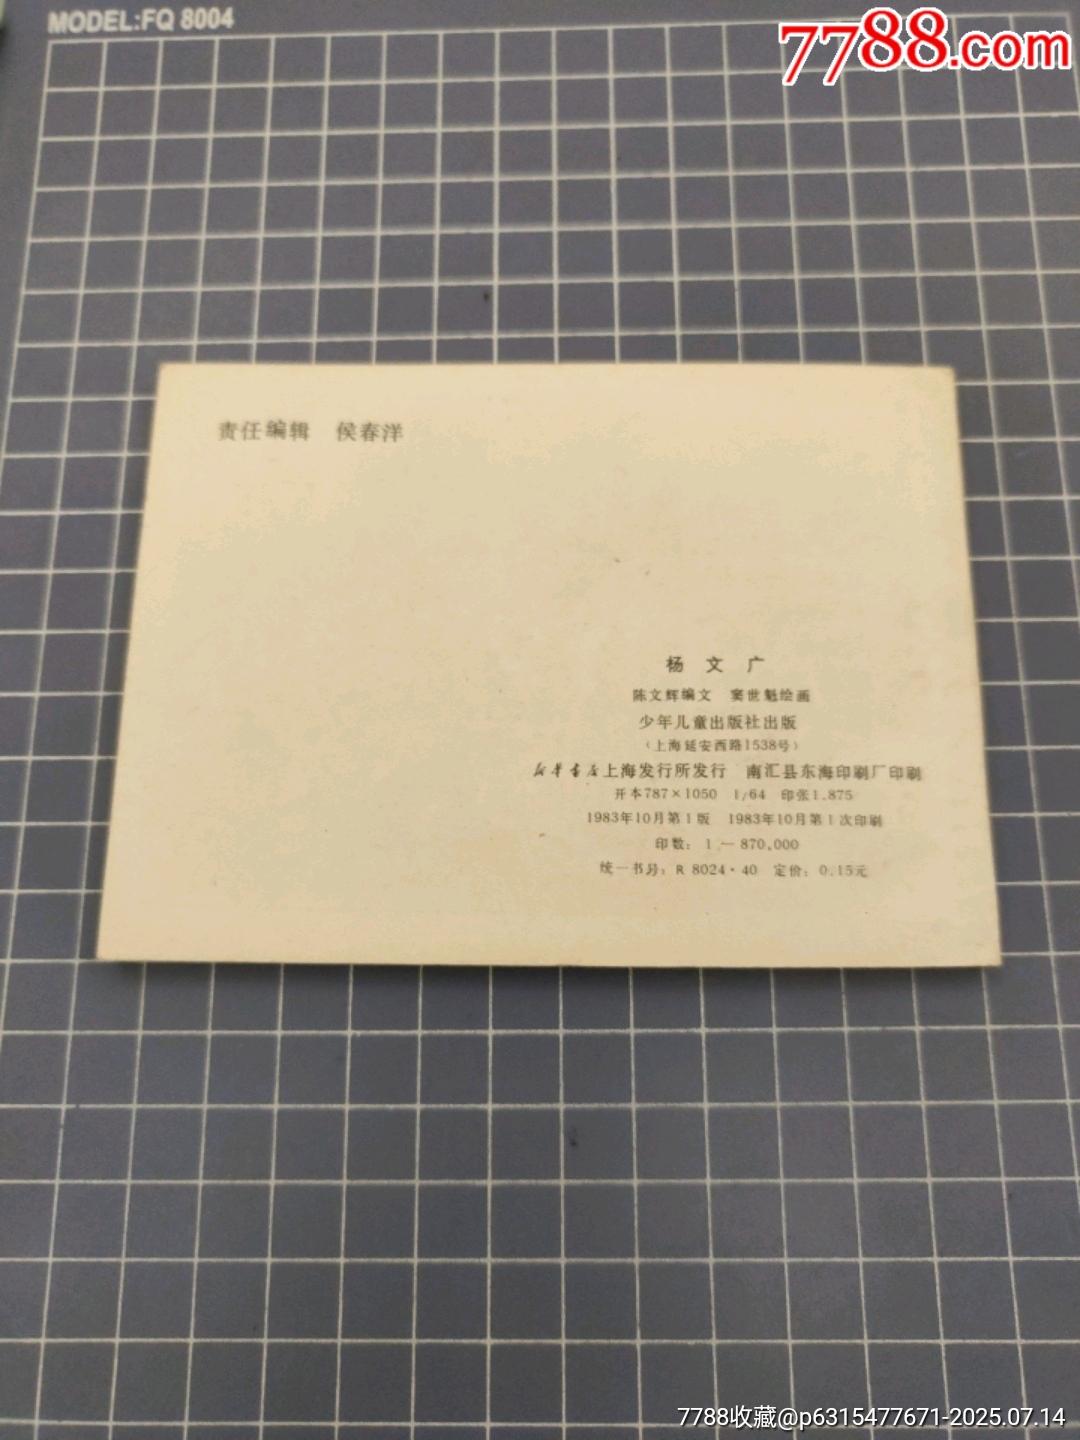 MODEL:FQ 8004
7788.com
责任编辑 侯春洋
杨 文 广
陈文辉编文 窦世魁绘画
少年儿童出版社出版
(上海延安西路1538号)
新华书店上海发行所发行 南汇县东海印刷厂印刷
开本787×1050 1/64 印张1.875
1983年10月第1版 1983年10月第1次印刷
印数: 1 — 870,000
统一书号: R 8024·40 定价: 0.15元
7788收藏@p6315477671-2025.07.14